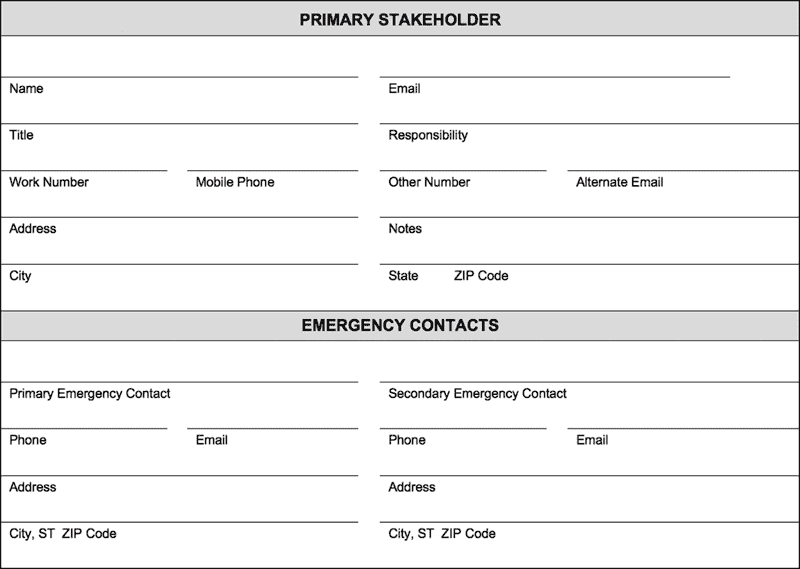 PRIMARY STAKEHOLDER
Name Email
Title Responsibility
Work Number Mobile Phone Other Number Alternate Email
Address Notes
City State ZIP Code
EMERGENCY CONTACTS
Primary Emergency Contact Secondary Emergency Contact
Phone Email Phone Email
Address Address
City, ST ZIP Code City, ST ZIP Code